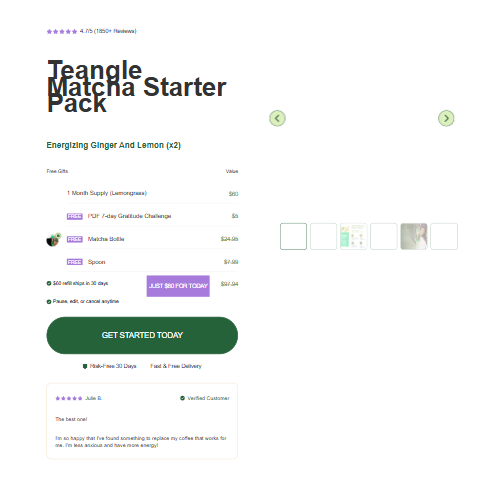 4.7/5 (1850+ Reviews)
Teangle
Matcha Starter
Pack
Energizing Ginger And Lemon (x2)
Free Gifts Value
1 Month Supply (Lemongrass) $60
FREE PDF 7-day Gratitude Challenge $5
FREE Matcha Bottle $24.95
FREE Spoon $7.99
$60 refill ships in 30 days JUST $60 FOR TODAY $97.94
Pause, edit, or cancel anytime
GET STARTED TODAY
Risk-Free 30 Days Fast & Free Delivery
Julie B. Verified Customer
The best one!
I'm so happy that I've found something to replace my coffee that works for
me. I'm less anxious and have more energy!